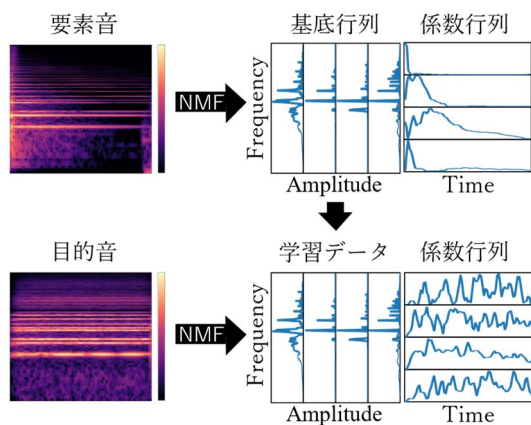 要素音
NMF
基底行列
係数行列
Frequency
Amplitude
Time
目的音
NMF
学習データ
係数行列
Frequency
Amplitude
Time